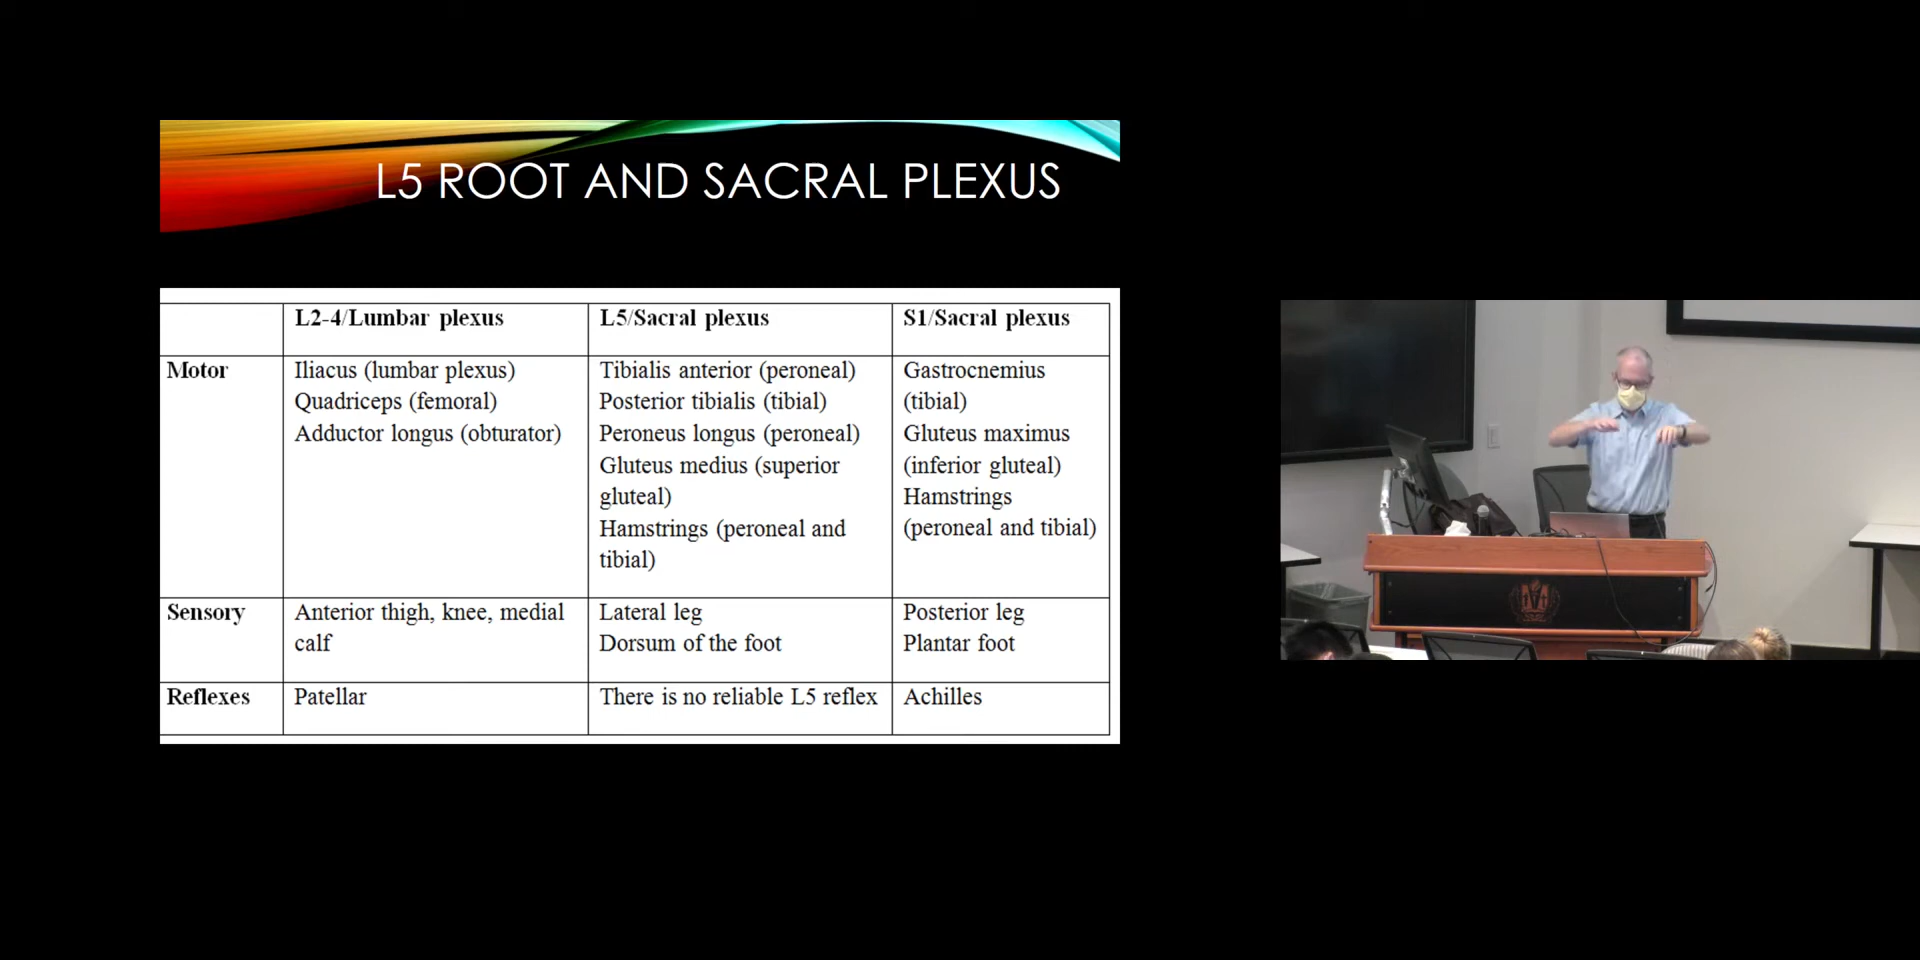 L5 ROOT AND SACRAL PLEXUS
L2-4/Lumbar plexus
L5/Sacral plexus
S1/Sacral plexus
Motor
Iliacus (lumbar plexus)
Quadriceps (femoral)
Adductor longus (obturator)
Tibialis anterior (peroneal)
Posterior tibialis (tibial)
Peroneus longus (peroneal)
Gluteus medius (superior
gluteal)
Hamstrings (peroneal and
tibial)
Gastrocnemius
(tibial)
Gluteus maximus
(inferior gluteal)
Hamstrings
(peroneal and tibial)
Sensory
Anterior thigh, knee, medial
calf
Lateral leg
Dorsum of the foot
Posterior leg
Plantar foot
Reflexes
Patellar
There is no reliable L5 reflex
Achilles